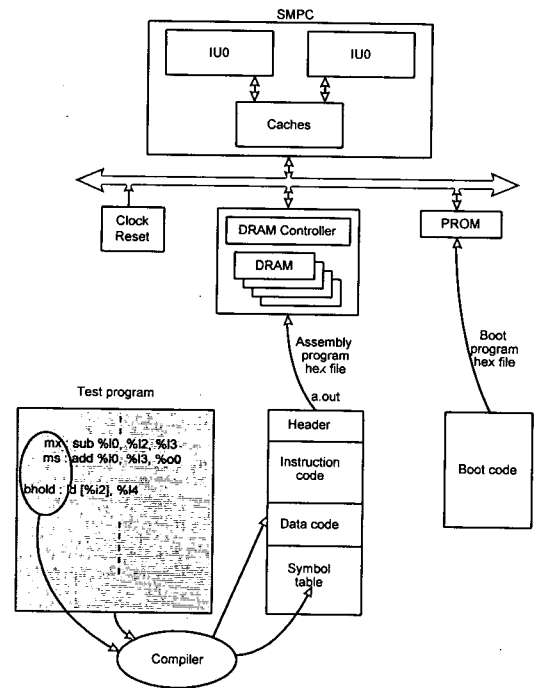 SMPC
IU0
IU0
Caches
Clock
Reset
DRAM Controller
DRAM
PROM
Assembly
program
hex file
Boot
program
hex file
Test program
a.out
mx : sub %l0, %l2, %l3
ms : add %l0, %l3, %o0
bhold : ld [%i2], %l4
Header
Instruction
code
Data code
Symbol
table
Boot code
Compiler